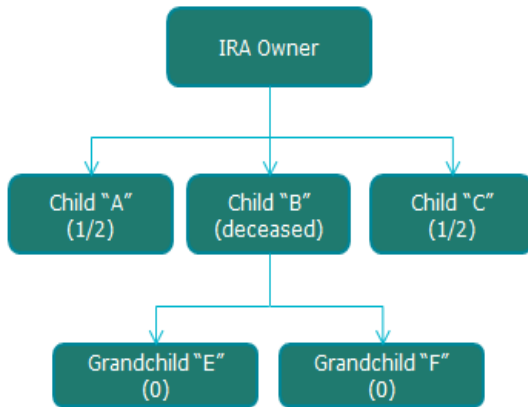 IRA Owner
Child “A”
(1/2)
Child “B”
(deceased)
Child “C”
(1/2)
Grandchild “E”
(0)
Grandchild “F”
(0)